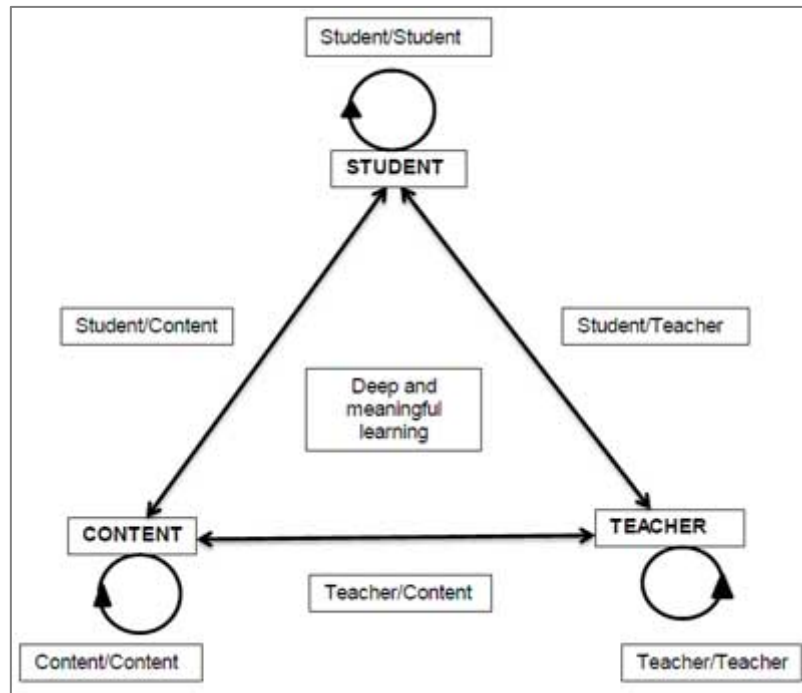 Student/Student
STUDENT
Student/Content
Student/Teacher
Deep and
meaningful
learning
CONTENT
TEACHER
Teacher/Content
Content/Content
Teacher/Teacher